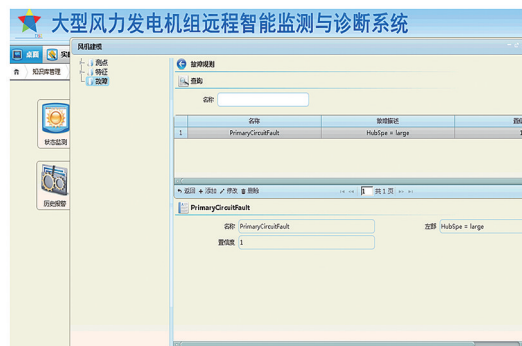 大型风力发电机组远程智能监测与诊断系统
TM
桌面
风机建模
知识库管理
测点
特征
故障
故障规则
查询
名称
名称 故障描述
1 PrimaryCircuitFault HubSpe = large 1
返回 添加 修改 删除 1 共1页
PrimaryCircuitFault
名称 PrimaryCircuitFault 左部 HubSpe = large
置信度 1
状态监测
历史报警